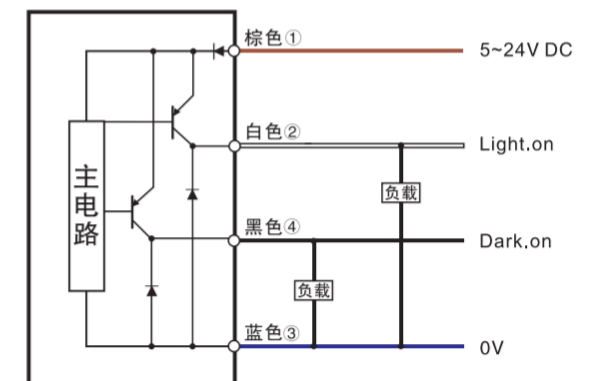 棕色① 5~24V DC
白色② Light.on
主电路
负载
黑色④ Dark.on
负载
蓝色③ 0V